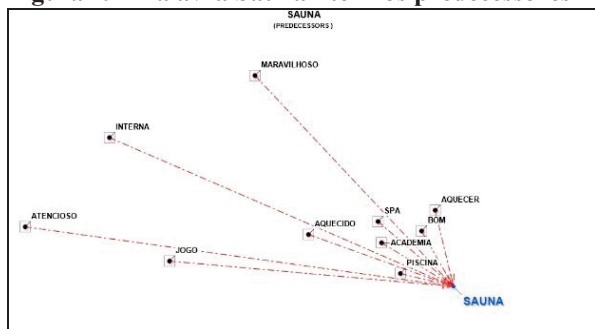 SAUNA
(PREDECESSORS )
MARAVILHOSO
INTERNA
AQUECER
SPA
BOM
ATENCIOSO
AQUECIDO
ACADEMIA
JOGO
PISCINA
SAUNA